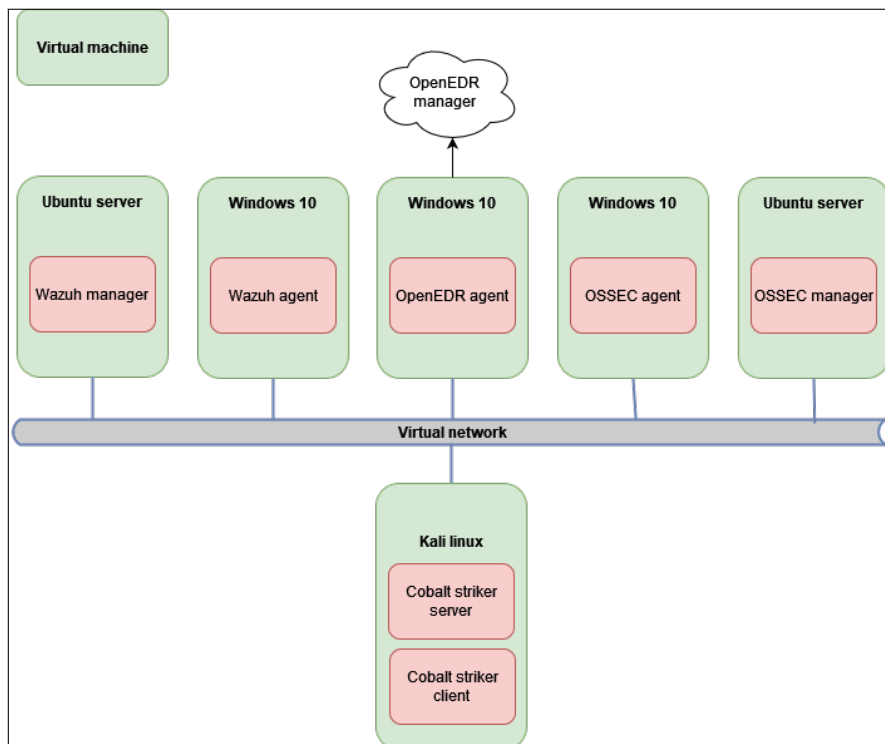 Virtual machine
OpenEDR
manager
Ubuntu server
Windows 10
Windows 10
Windows 10
Ubuntu server
Wazuh manager
Wazuh agent
OpenEDR agent
OSSEC agent
OSSEC manager
Virtual network
Kali linux
Cobalt striker
server
Cobalt striker
client